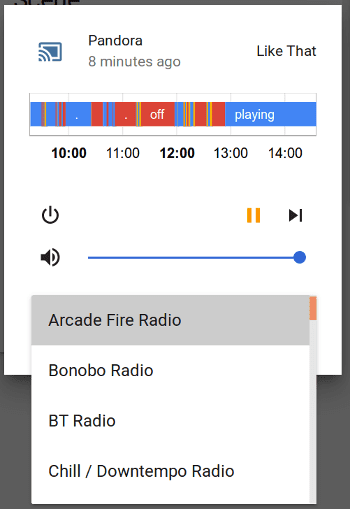 Pandora
8 minutes ago
Like That
. . off playing
10:00 11:00 12:00 13:00 14:00
Arcade Fire Radio
Bonobo Radio
BT Radio
Chill / Downtempo Radio